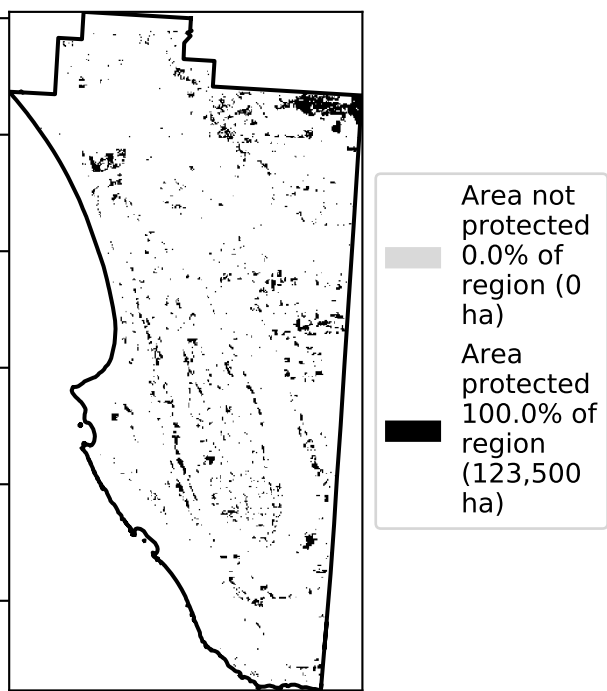 Area not
protected
0.0% of
region (0
ha)
Area
protected
100.0% of
region
(123,500
ha)